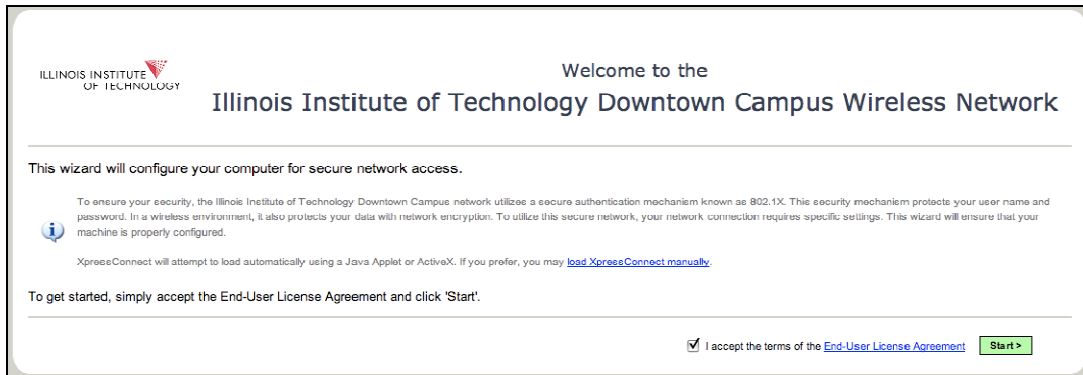 ILLINOIS INSTITUTE
OF TECHNOLOGY
Welcome to the
Illinois Institute of Technology Downtown Campus Wireless Network
This wizard will configure your computer for secure network access.
To ensure your security, the Illinois Institute of Technology Downtown Campus network utilizes a secure authentication mechanism known as 802.1X. This security mechanism protects your user name and
password. In a wireless environment, it also protects your data with network encryption. To utilize this secure network, your network connection requires specific settings. This wizard will ensure that your
machine is properly configured.
XpressConnect will attempt to load automatically using a Java Applet or ActiveX. If you prefer, you may load XpressConnect manually.
To get started, simply accept the End-User License Agreement and click 'Start'.
I accept the terms of the End-User License Agreement Start >